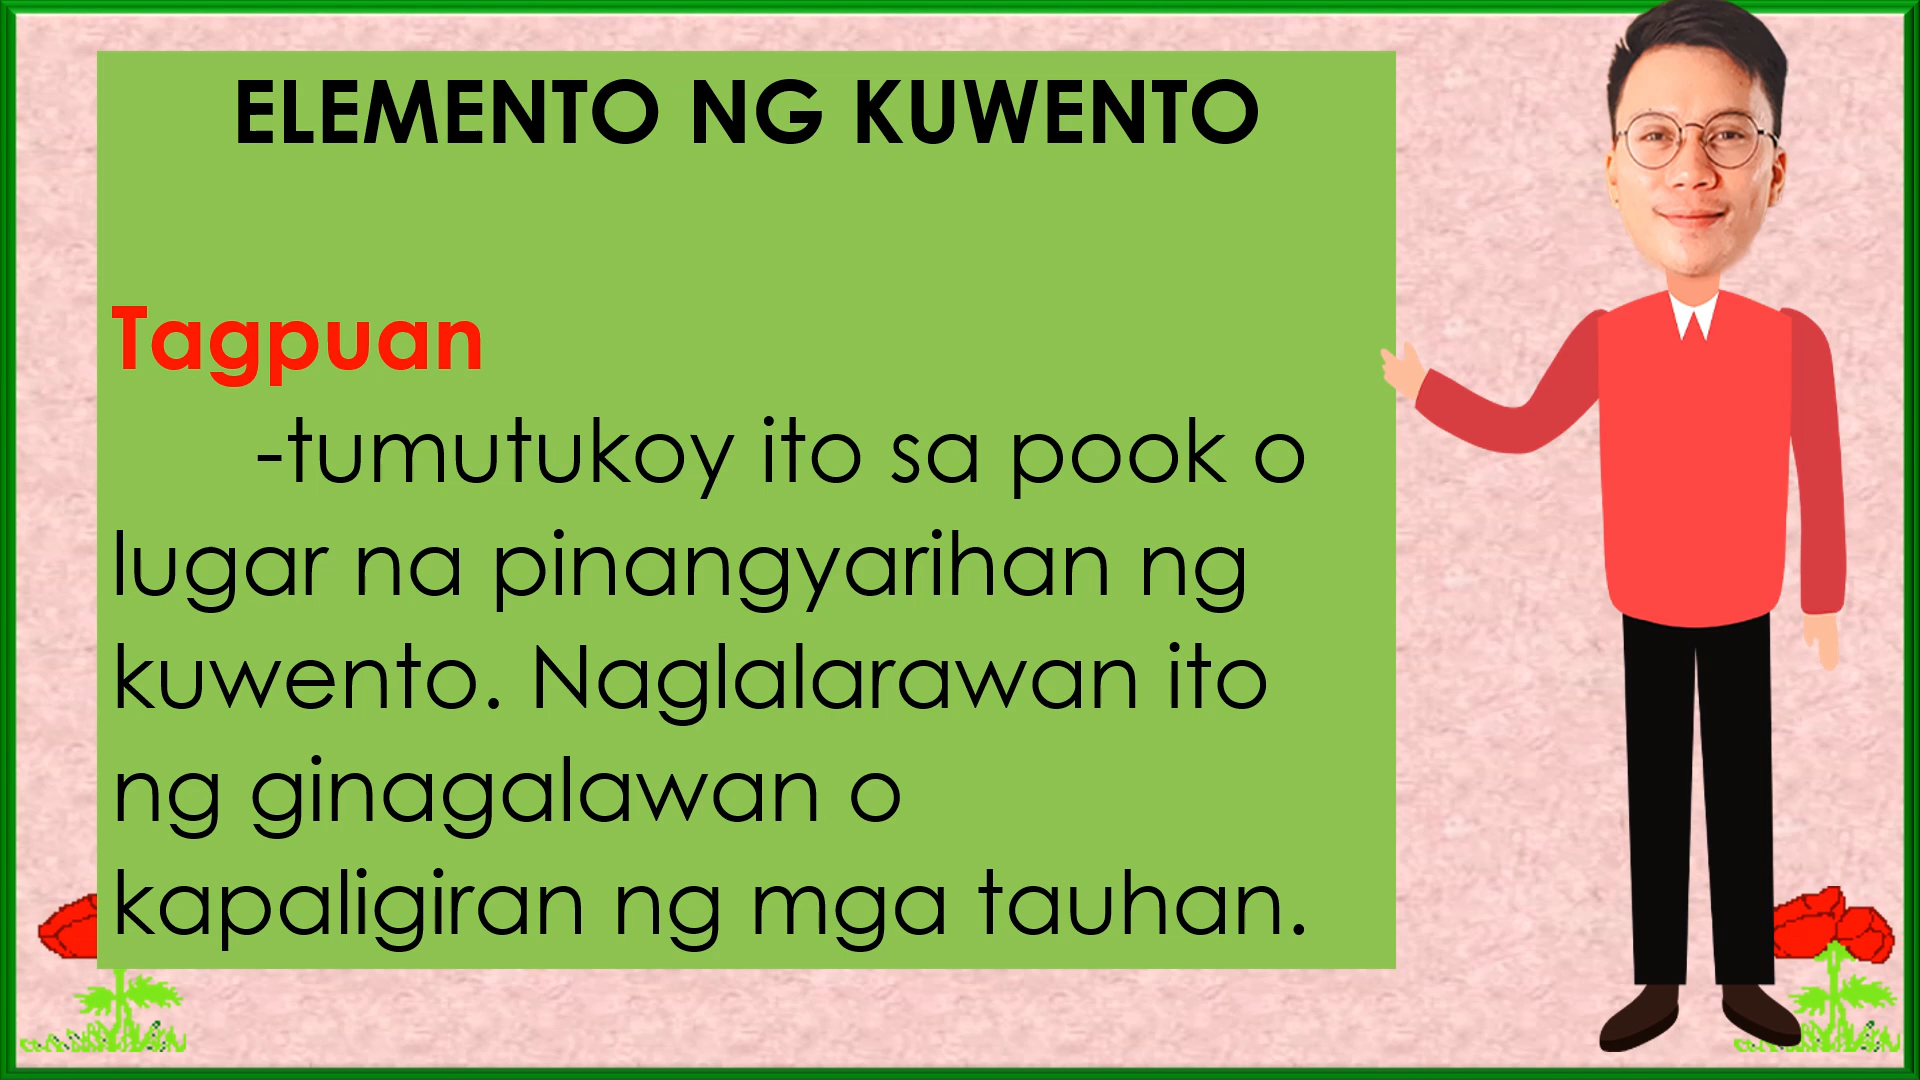 ELEMENTO NG KUWENTO
Tagpuan
-tumutukoy ito sa pook o
lugar na pinangyarihan ng
kuwento. Naglalarawan ito
ng ginagalawan o
kapaligiran ng mga tauhan.